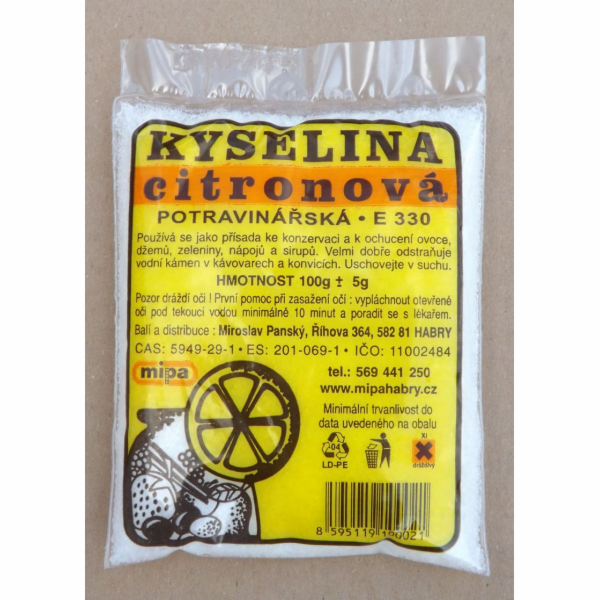 KYSELINA
citronová
POTRAVINÁŘSKÁ • E 330
Používá se jako přísada ke konzervaci a k ochucení ovoce,
džemů, zeleniny, nápojů a sirupů. Velmi dobře odstraňuje
vodní kámen v kávovarech a konvicích. Uschovejte v suchu.
HMOTNOST 100g ± 5g
Pozor dráždí oči ! První pomoc při zasažení očí : vypláchnout otevřené
oči pod tekoucí vodou minimálně 10 minut a poradit se s lékařem.
Balí a distribuce : Miroslav Panský, Říhova 364, 582 81 HABRY
CAS: 5949-29-1 • ES: 201-069-1 • IČO: 11002484
mipa
tel.: 569 441 250
www.mipahabry.cz
Minimální trvanlivost do
data uvedeného na obalu
04
LD-PE
Xi
dráždivý
8 595119 190021